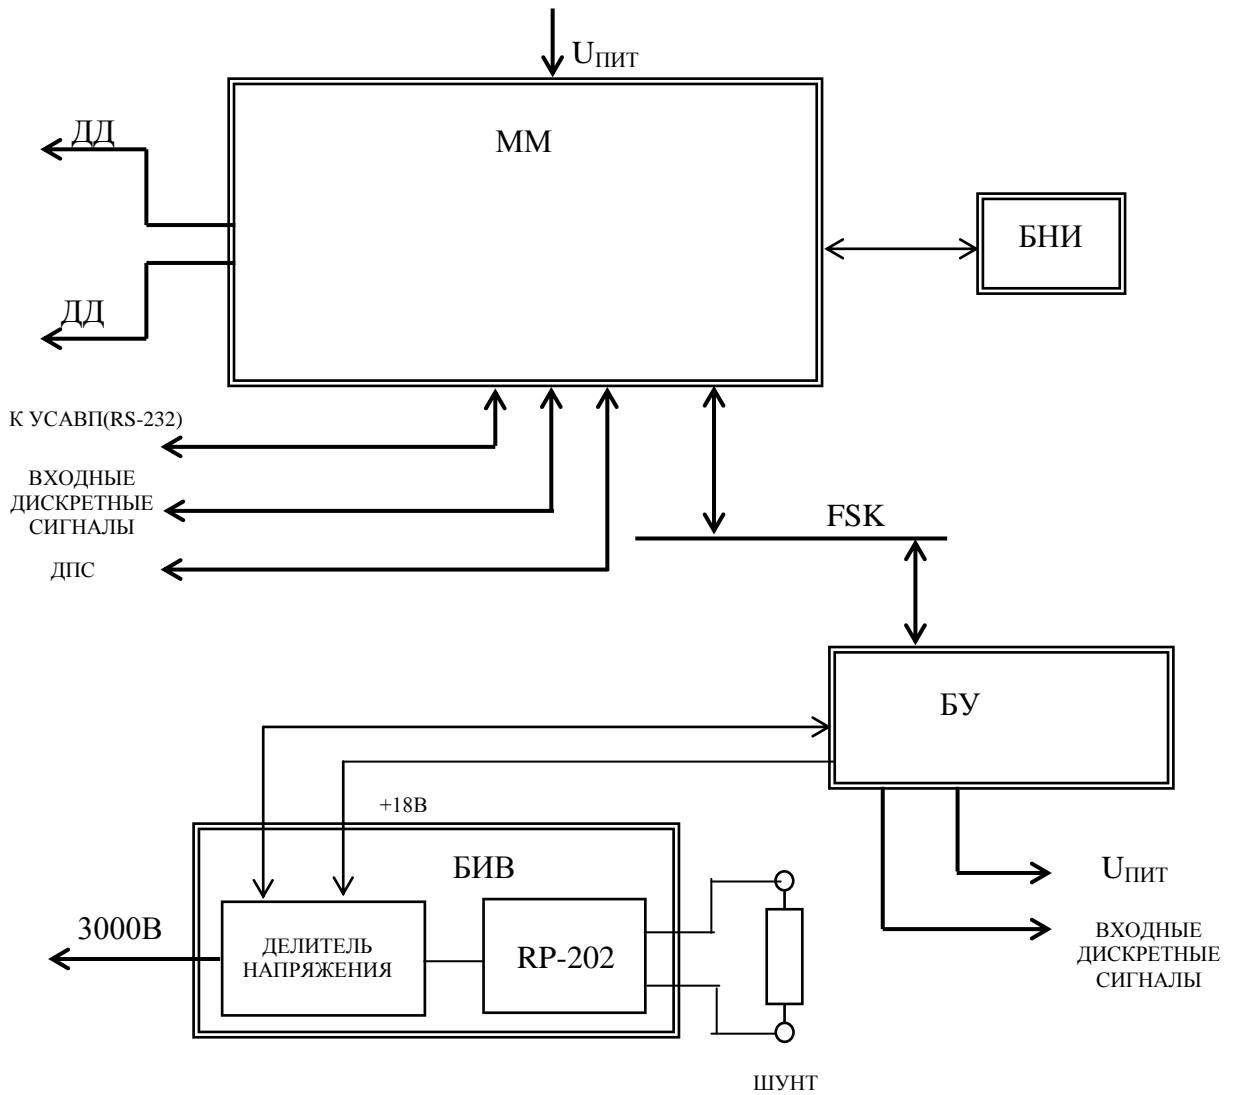 UПИТ
ДД
ММ
БНИ
ДД
К УСАВП(RS-232)
ВХОДНЫЕ
ДИСКРЕТНЫЕ
СИГНАЛЫ
FSK
ДПС
БУ
+18В
БИВ
UПИТ
3000В
ДЕЛИТЕЛЬ
НАПРЯЖЕНИЯ
RP-202
ВХОДНЫЕ
ДИСКРЕТНЫЕ
СИГНАЛЫ
ШУНТ